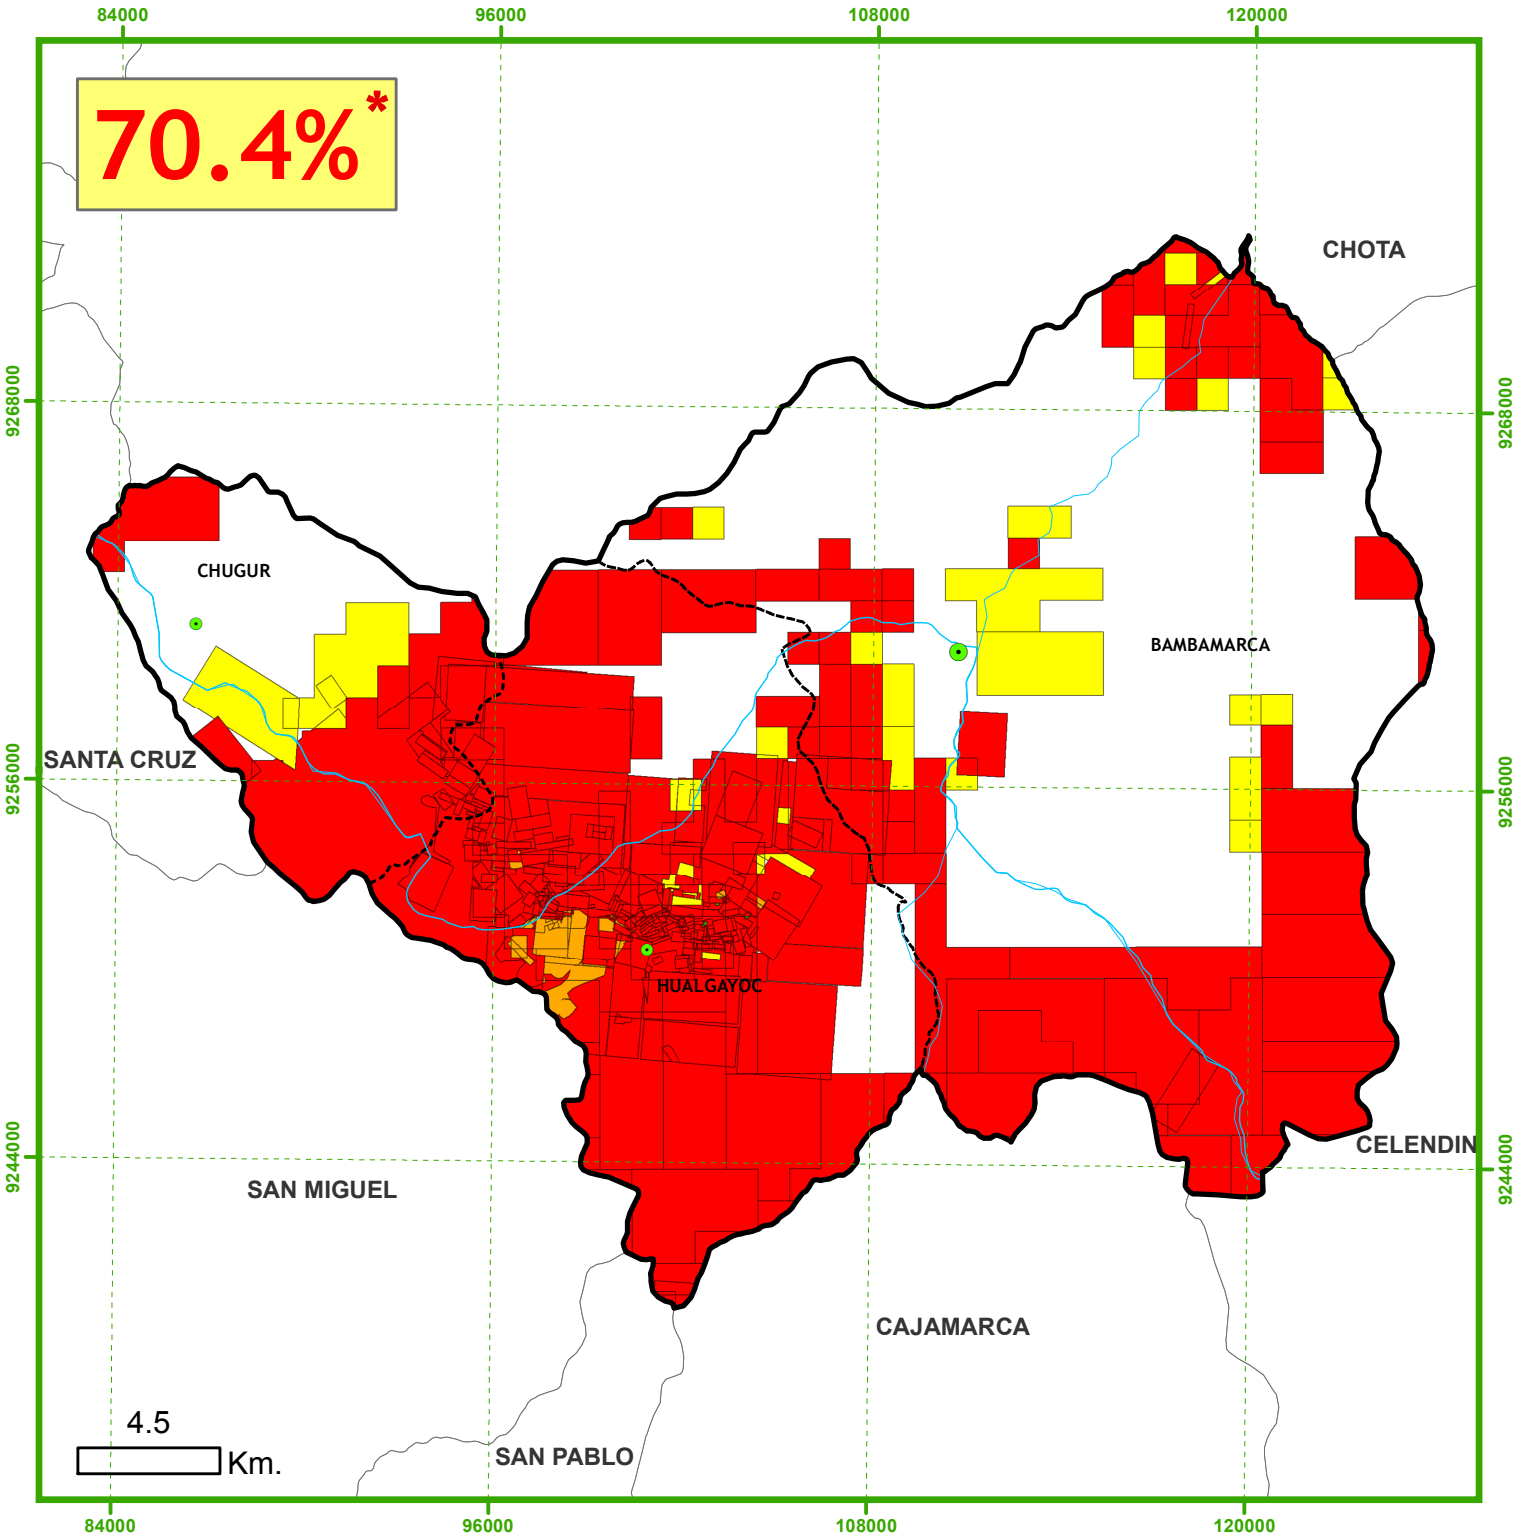 84000 96000 108000 120000
70.4%*
CHOTA
9268000 9268000
CHUGUR
BAMBAMARCA
SANTA CRUZ
9256000 9256000
HUALGAYOC
CELENDIN
9244000 9244000
SAN MIGUEL
CAJAMARCA
4.5
Km.
SAN PABLO
84000 96000 108000 120000